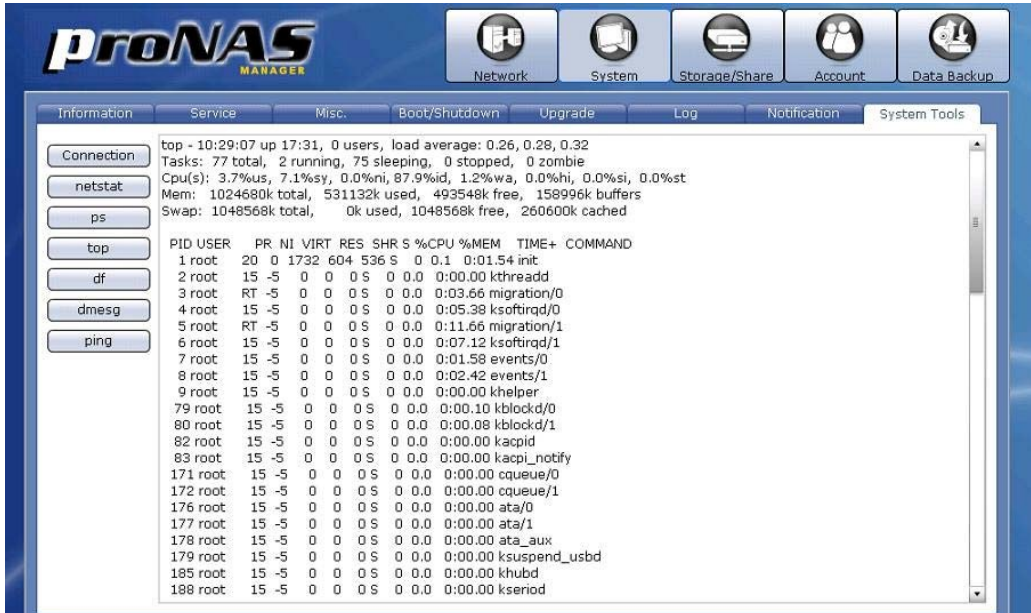 proNAS
MANAGER
Network System Storage/Share Account Data Backup
Information Service Misc. Boot/Shutdown Upgrade Log Notification System Tools
Connection
netstat
ps
top
df
dmesg
ping
top - 10:29:07 up 17:31, 0 users, load average: 0.26, 0.28, 0.32
Tasks: 77 total, 2 running, 75 sleeping, 0 stopped, 0 zombie
Cpu(s): 3.7%us, 7.1%sy, 0.0%ni, 87.9%id, 1.2%wa, 0.0%hi, 0.0%si, 0.0%st
Mem: 1024680k total, 531132k used, 493548k free, 158996k buffers
Swap: 1048568k total, 0k used, 1048568k free, 260600k cached
PID USER PR NI VIRT RES SHR S %CPU %MEM TIME+ COMMAND
1 root 20 0 1732 604 536 S 0 0.1 0:01.54 init
2 root 15 -5 0 0 0 S 0 0.0 0:00.00 kthreadd
3 root RT -5 0 0 0 S 0 0.0 0:03.66 migration/0
4 root 15 -5 0 0 0 S 0 0.0 0:05.38 ksoftirqd/0
5 root RT -5 0 0 0 S 0 0.0 0:11.66 migration/1
6 root 15 -5 0 0 0 S 0 0.0 0:07.12 ksoftirqd/1
7 root 15 -5 0 0 0 S 0 0.0 0:01.58 events/0
8 root 15 -5 0 0 0 S 0 0.0 0:02.42 events/1
9 root 15 -5 0 0 0 S 0 0.0 0:00.00 khelper
79 root 15 -5 0 0 0 S 0 0.0 0:00.10 kblockd/0
80 root 15 -5 0 0 0 S 0 0.0 0:00.08 kblockd/1
82 root 15 -5 0 0 0 S 0 0.0 0:00.00 kacpid
83 root 15 -5 0 0 0 S 0 0.0 0:00.00 kacpi_notify
171 root 15 -5 0 0 0 S 0 0.0 0:00.00 cqueue/0
172 root 15 -5 0 0 0 S 0 0.0 0:00.00 cqueue/1
176 root 15 -5 0 0 0 S 0 0.0 0:00.00 ata/0
177 root 15 -5 0 0 0 S 0 0.0 0:00.00 ata/1
178 root 15 -5 0 0 0 S 0 0.0 0:00.00 ata_aux
179 root 15 -5 0 0 0 S 0 0.0 0:00.00 ksuspend_usbd
185 root 15 -5 0 0 0 S 0 0.0 0:00.00 khubd
188 root 15 -5 0 0 0 S 0 0.0 0:00.00 kseriod